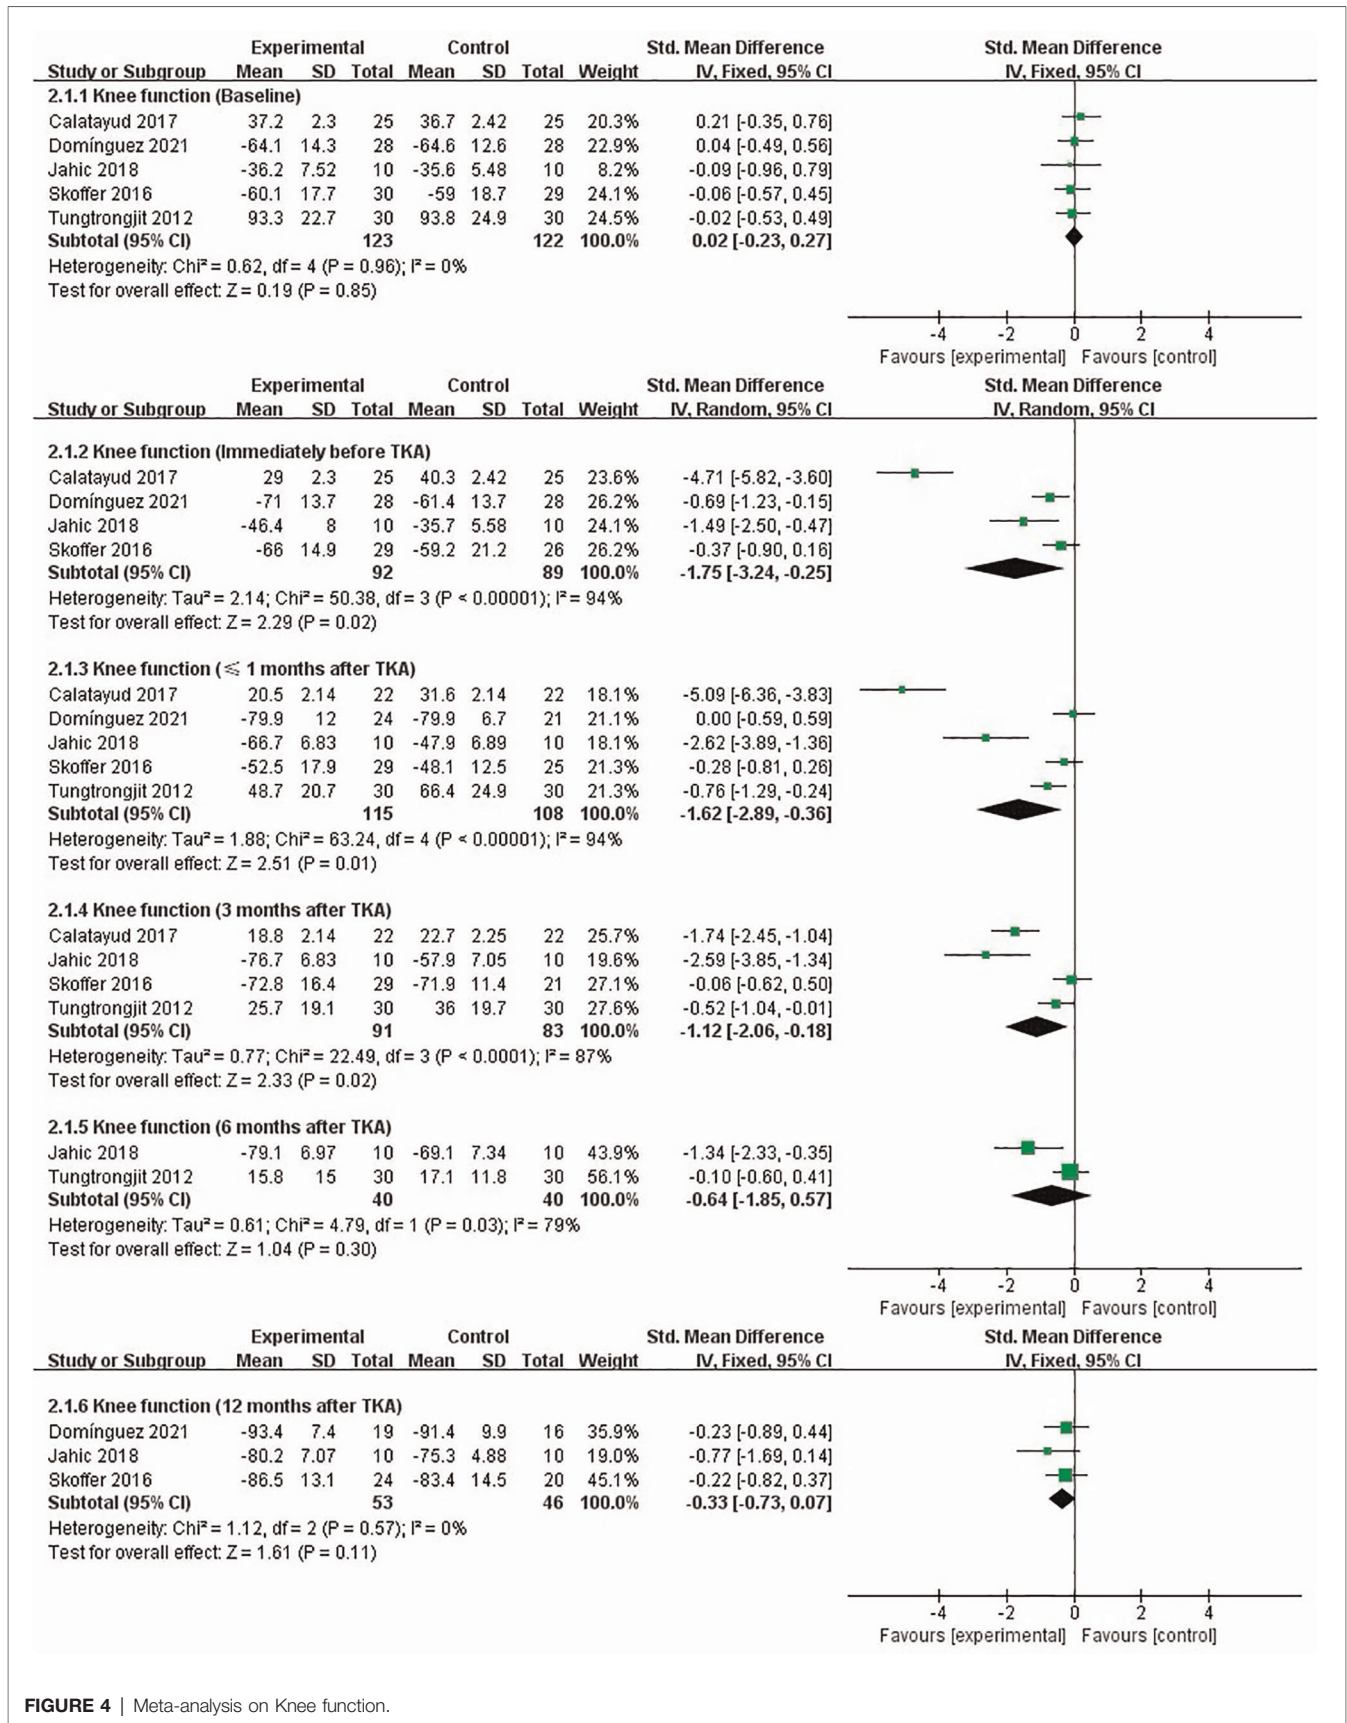 Experimental Control Std. Mean Difference Std. Mean Difference
Study or Subgroup Mean SD Total Mean SD Total Weight IV, Fixed, 95% CI IV, Fixed, 95% CI
2.1.1 Knee function (Baseline)
Calatayud 2017 37.2 2.3 25 36.7 2.42 25 20.3% 0.21 [-0.35, 0.76]
Domínguez 2021 -64.1 14.3 28 -64.6 12.6 28 22.9% 0.04 [-0.49, 0.56]
Jahic 2018 -36.2 7.52 10 -35.6 5.48 10 8.2% -0.09 [-0.96, 0.79]
Skoffer 2016 -60.1 17.7 30 -59 18.7 29 24.1% -0.06 [-0.57, 0.45]
Tungtrongjit 2012 93.3 22.7 30 93.8 24.9 30 24.5% -0.02 [-0.53, 0.49]
Subtotal (95% CI) 123 122 100.0% 0.02 [-0.23, 0.27]
Heterogeneity: Chi² = 0.62, df = 4 (P = 0.96); I² = 0%
Test for overall effect: Z = 0.19 (P = 0.85)
-4 -2 0 2 4
Favours [experimental] Favours [control]
Experimental Control Std. Mean Difference Std. Mean Difference
Study or Subgroup Mean SD Total Mean SD Total Weight IV, Random, 95% CI IV, Random, 95% CI
2.1.2 Knee function (Immediately before TKA)
Calatayud 2017 29 2.3 25 40.3 2.42 25 23.6% -4.71 [-5.82, -3.60]
Domínguez 2021 -71 13.7 28 -61.4 13.7 28 26.2% -0.69 [-1.23, -0.15]
Jahic 2018 -46.4 8 10 -35.7 5.58 10 24.1% -1.49 [-2.50, -0.47]
Skoffer 2016 -66 14.9 29 -59.2 21.2 26 26.2% -0.37 [-0.90, 0.16]
Subtotal (95% CI) 92 89 100.0% -1.75 [-3.24, -0.25]
Heterogeneity: Tau² = 2.14; Chi² = 50.38, df = 3 (P < 0.00001); I² = 94%
Test for overall effect: Z = 2.29 (P = 0.02)
2.1.3 Knee function (≤ 1 months after TKA)
Calatayud 2017 20.5 2.14 22 31.6 2.14 22 18.1% -5.09 [-6.36, -3.83]
Domínguez 2021 -79.9 12 24 -79.9 6.7 21 21.1% 0.00 [-0.59, 0.59]
Jahic 2018 -66.7 6.83 10 -47.9 6.89 10 18.1% -2.62 [-3.89, -1.36]
Skoffer 2016 -52.5 17.9 29 -48.1 12.5 25 21.3% -0.28 [-0.81, 0.26]
Tungtrongjit 2012 48.7 20.7 30 66.4 24.9 30 21.3% -0.76 [-1.29, -0.24]
Subtotal (95% CI) 115 108 100.0% -1.62 [-2.89, -0.36]
Heterogeneity: Tau² = 1.88; Chi² = 63.24, df = 4 (P < 0.00001); I² = 94%
Test for overall effect: Z = 2.51 (P = 0.01)
2.1.4 Knee function (3 months after TKA)
Calatayud 2017 18.8 2.14 22 22.7 2.25 22 25.7% -1.74 [-2.45, -1.04]
Jahic 2018 -76.7 6.83 10 -57.9 7.05 10 19.6% -2.59 [-3.85, -1.34]
Skoffer 2016 -72.8 16.4 29 -71.9 11.4 21 27.1% -0.06 [-0.62, 0.50]
Tungtrongjit 2012 25.7 19.1 30 36 19.7 30 27.6% -0.52 [-1.04, -0.01]
Subtotal (95% CI) 91 83 100.0% -1.12 [-2.06, -0.18]
Heterogeneity: Tau² = 0.77; Chi² = 22.49, df = 3 (P < 0.0001); I² = 87%
Test for overall effect: Z = 2.33 (P = 0.02)
2.1.5 Knee function (6 months after TKA)
Jahic 2018 -79.1 6.97 10 -69.1 7.34 10 43.9% -1.34 [-2.33, -0.35]
Tungtrongjit 2012 15.8 15 30 17.1 11.8 30 56.1% -0.10 [-0.60, 0.41]
Subtotal (95% CI) 40 40 100.0% -0.64 [-1.85, 0.57]
Heterogeneity: Tau² = 0.61; Chi² = 4.79, df = 1 (P = 0.03); I² = 79%
Test for overall effect: Z = 1.04 (P = 0.30)
-4 -2 0 2 4
Favours [experimental] Favours [control]
Experimental Control Std. Mean Difference Std. Mean Difference
Study or Subgroup Mean SD Total Mean SD Total Weight IV, Fixed, 95% CI IV, Fixed, 95% CI
2.1.6 Knee function (12 months after TKA)
Domínguez 2021 -93.4 7.4 19 -91.4 9.9 16 35.9% -0.23 [-0.89, 0.44]
Jahic 2018 -80.2 7.07 10 -75.3 4.88 10 19.0% -0.77 [-1.69, 0.14]
Skoffer 2016 -86.5 13.1 24 -83.4 14.5 20 45.1% -0.22 [-0.82, 0.37]
Subtotal (95% CI) 53 46 100.0% -0.33 [-0.73, 0.07]
Heterogeneity: Chi² = 1.12, df = 2 (P = 0.57); I² = 0%
Test for overall effect: Z = 1.61 (P = 0.11)
-4 -2 0 2 4
Favours [experimental] Favours [control]
FIGURE 4 | Meta-analysis on Knee function.